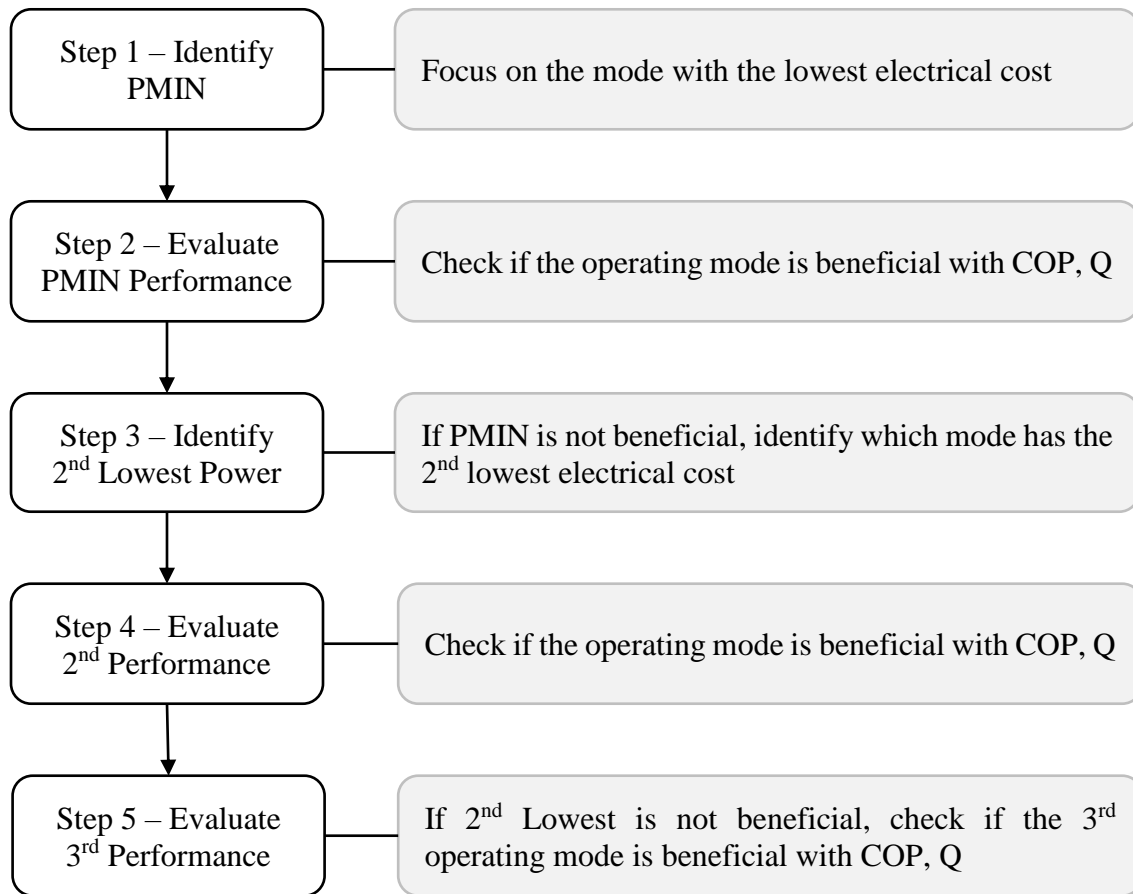 Step 1 – Identify
PMIN
Focus on the mode with the lowest electrical cost
Step 2 – Evaluate
PMIN Performance
Check if the operating mode is beneficial with COP, Q
Step 3 – Identify
2nd Lowest Power
If PMIN is not beneficial, identify which mode has the
2nd lowest electrical cost
Step 4 – Evaluate
2nd Performance
Check if the operating mode is beneficial with COP, Q
Step 5 – Evaluate
3rd Performance
If 2nd Lowest is not beneficial, check if the 3rd
operating mode is beneficial with COP, Q